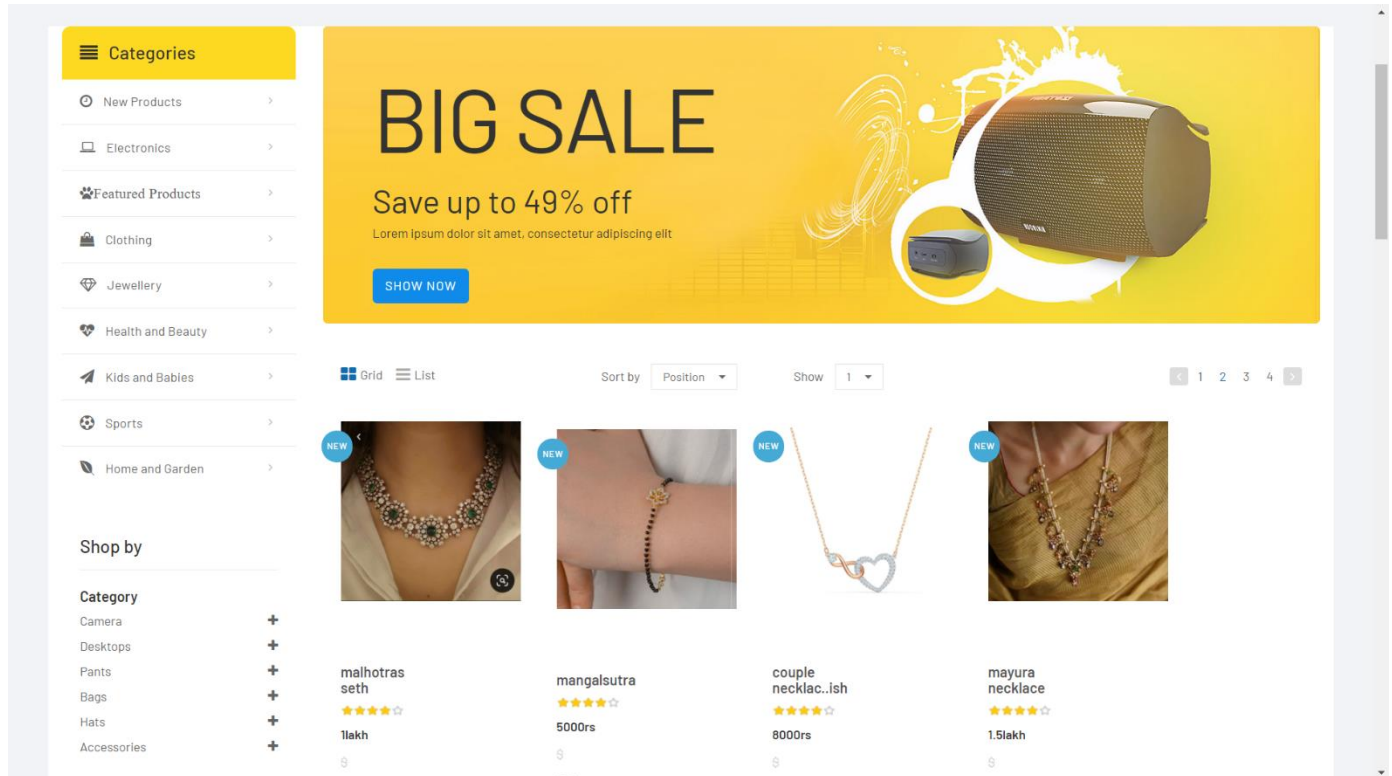 Categories
New Products
Electronics
Featured Products
Clothing
Jewellery
Health and Beauty
Kids and Babies
Sports
Home and Garden
Shop by
Category
Camera
Desktops
Pants
Bags
Hats
Accessories
BIG SALE
Save up to 49% off
Lorem ipsum dolor sit amet, consectetur adipiscing elit
SHOW NOW
Grid List Sort by Position Show 1 1 2 3 4
NEW NEW NEW NEW
malhotras
seth
1lakh
$
mangalsutra
5000rs
$
couple
necklac..ish
8000rs
$
mayura
necklace
1.5lakh
$